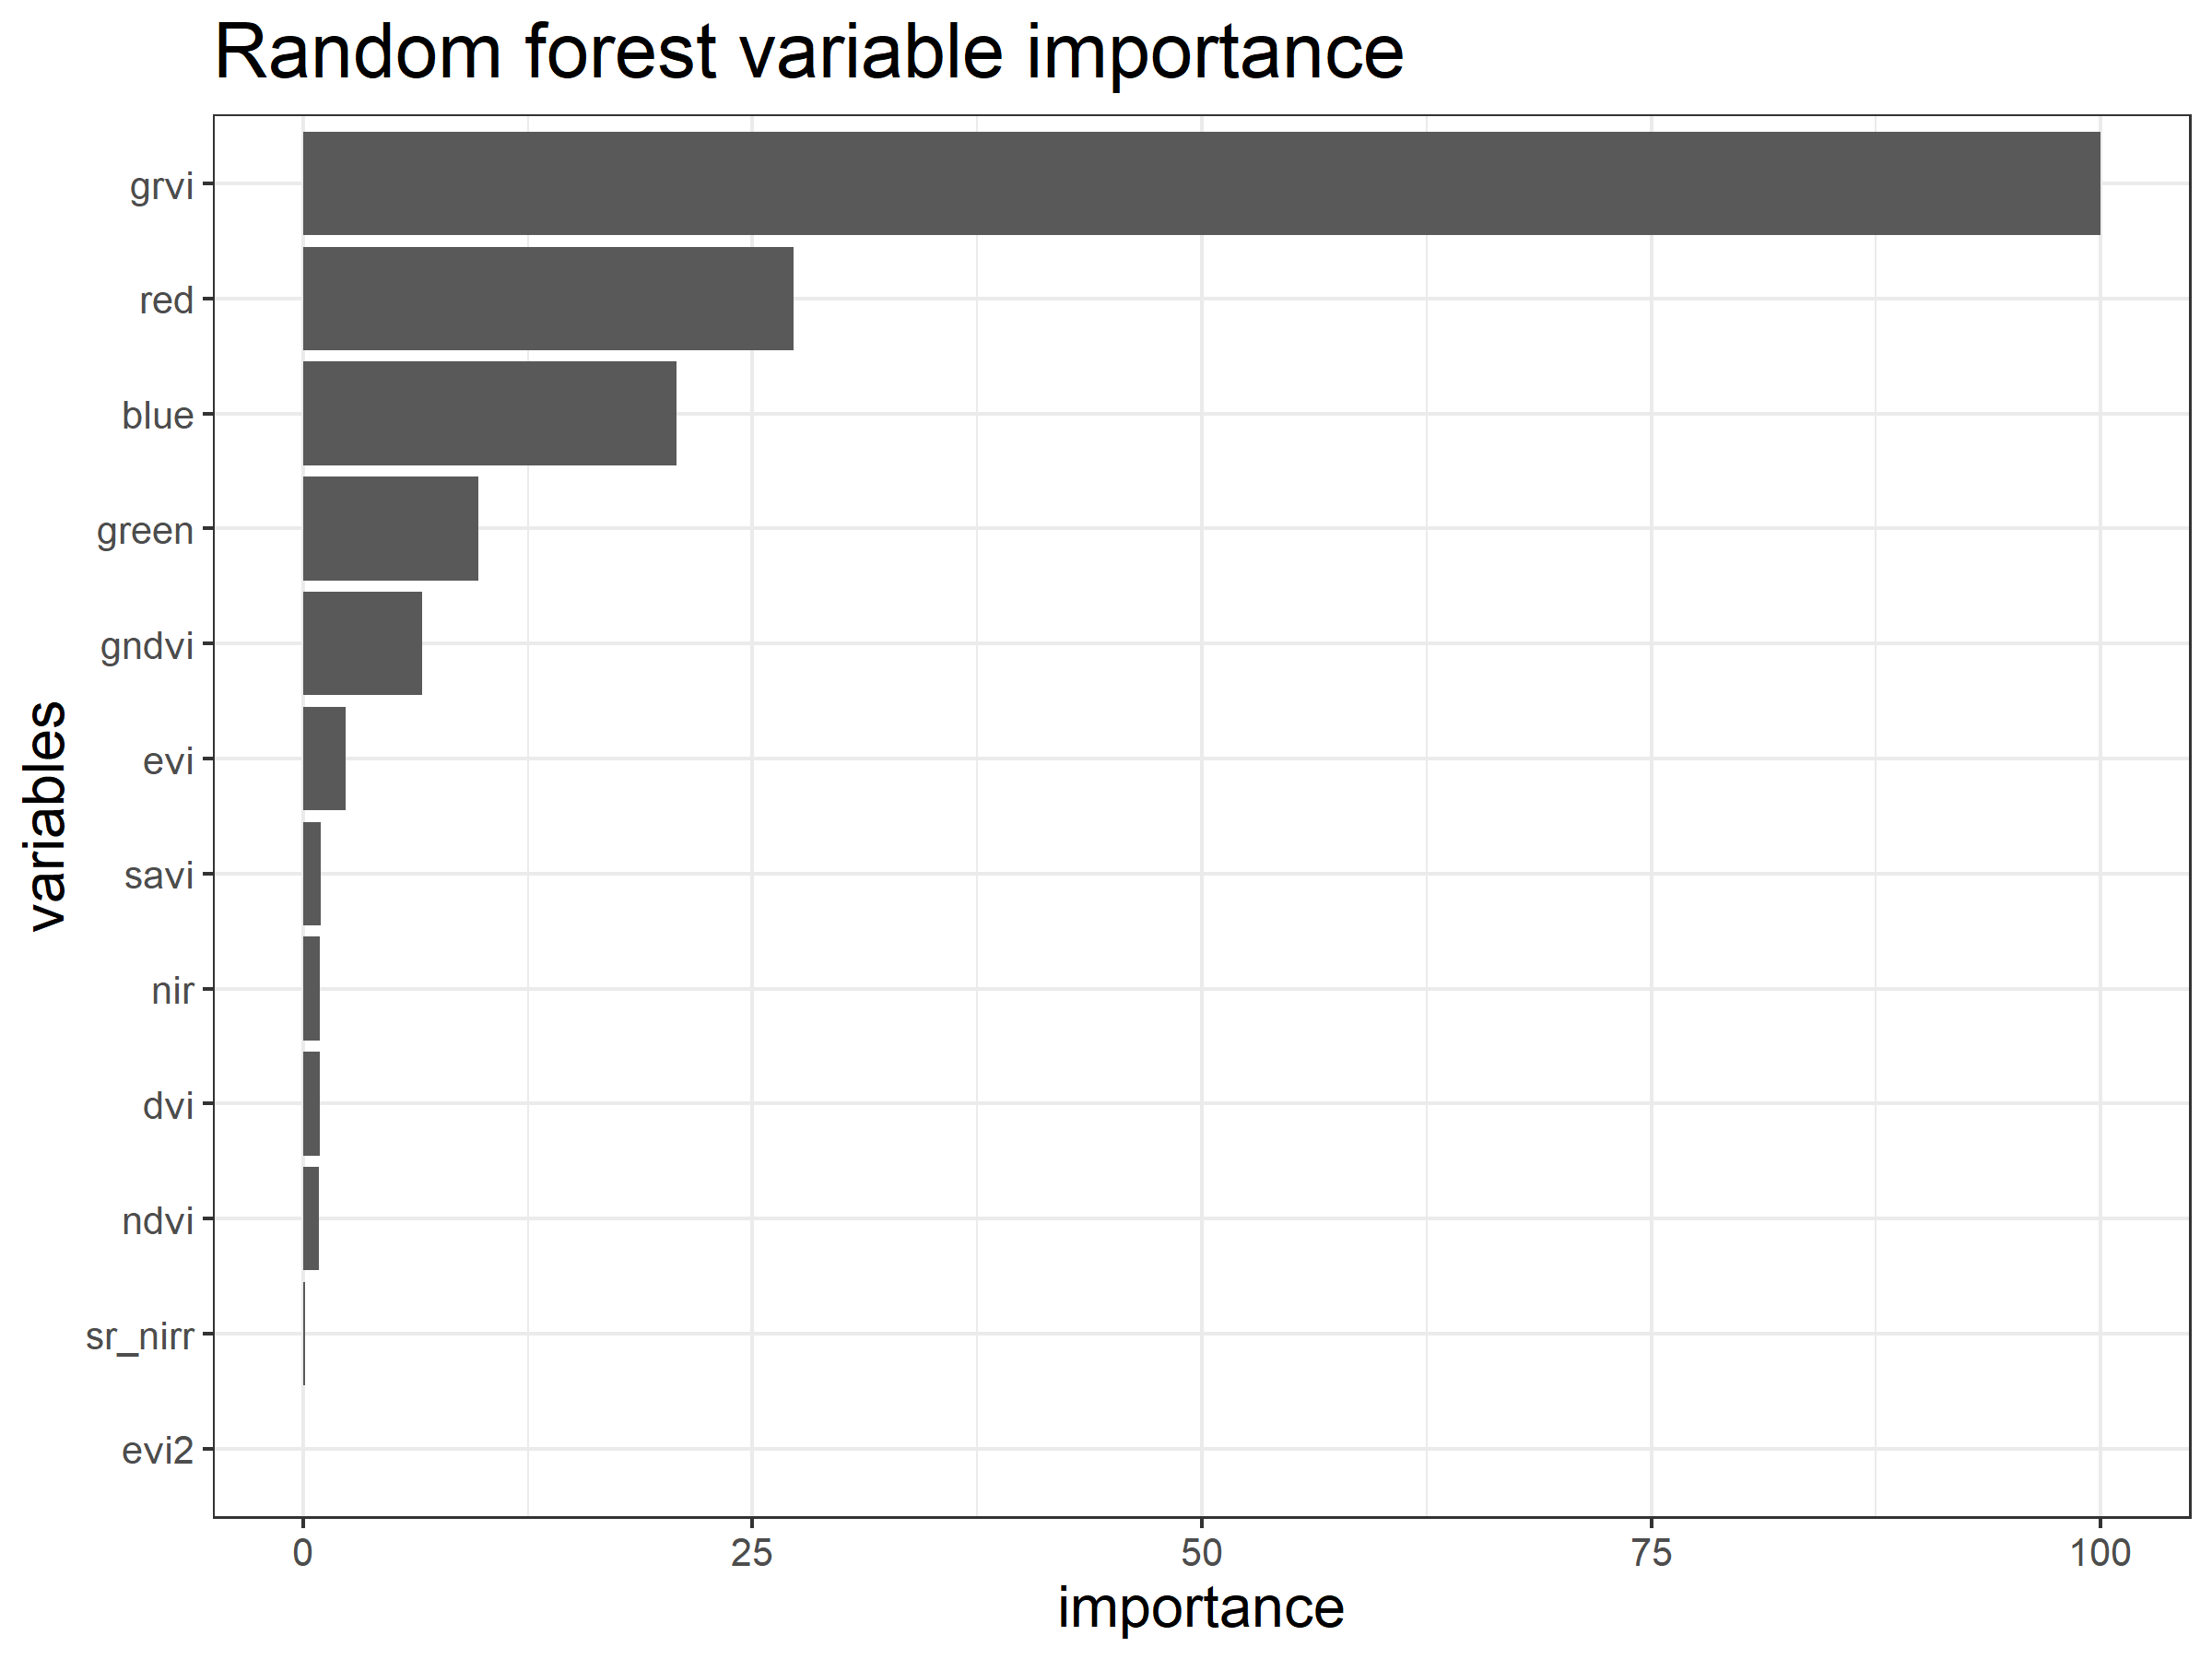 Random forest variable importance
grvi
red
blue
green
gndvi
evi
savi
nir
dvi
ndvi
sr_nirr
evi2
variables
0 25 50 75 100
importance